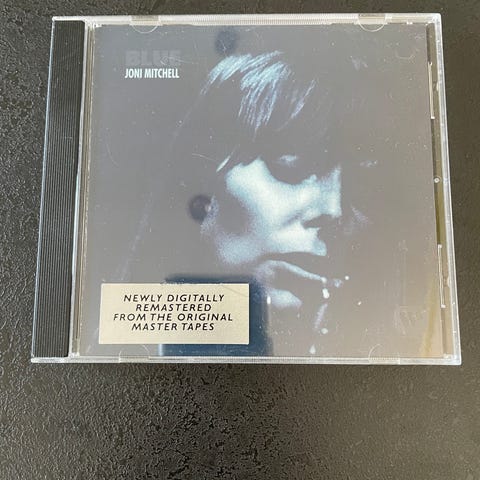 BLUE
JONI MITCHELL
NEWLY DIGITALLY
REMASTERED
FROM THE ORIGINAL
MASTER TAPES